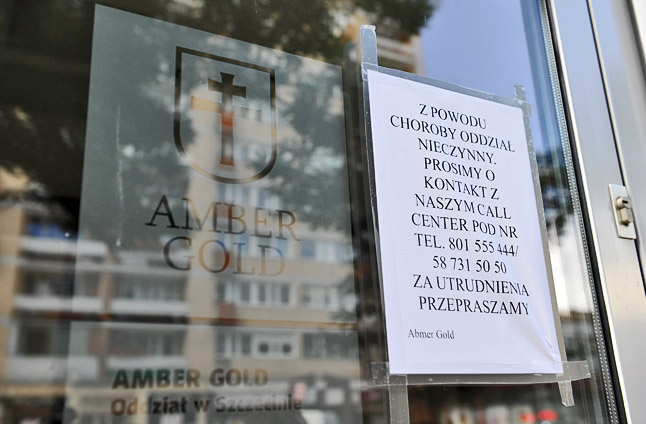 AMBER
GOLD
AMBER GOLD
Oddział w Szczecinie
Z POWODU
CHOROBY ODDZIAŁ
NIECZYNNY.
PROSIMY O
KONTAKT Z
NASZYM CALL
CENTER POD NR
TEL. 801 555 444/
58 731 50 50
ZA UTRUDNIENIA
PRZEPRASZAMY
Abmer Gold